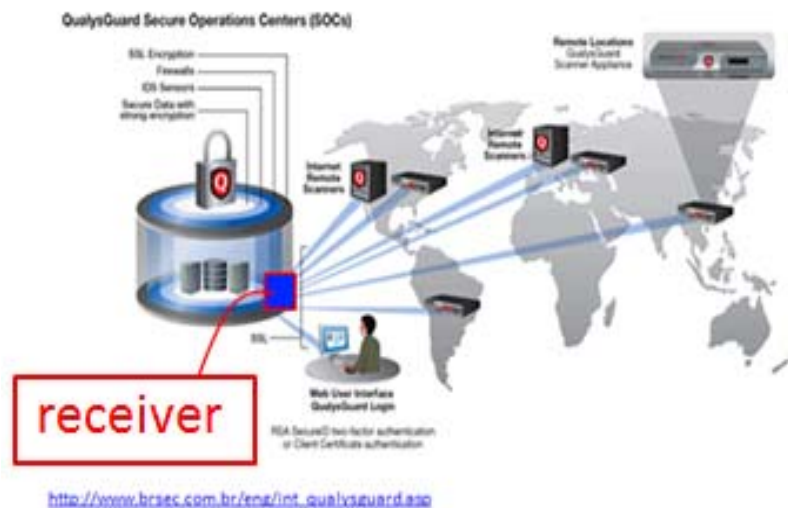 QualysGuard Secure Operations Centers (SOCs)
SSL Encryption
Firewalls
IDS Sensors
Secure Data with
strong encryption
Q
Internet
Remote
Scanners
Q
Internet
Remote
Scanners
Q
Remote Locations
QualysGuard
Scanner Appliance
SSL
receiver
Web User Interface
QualysGuard Login
RSA SecureID two-factor authentication
or Client Certificate authentication
http://www.brsec.com.br/eng/int_qualysguard.asp